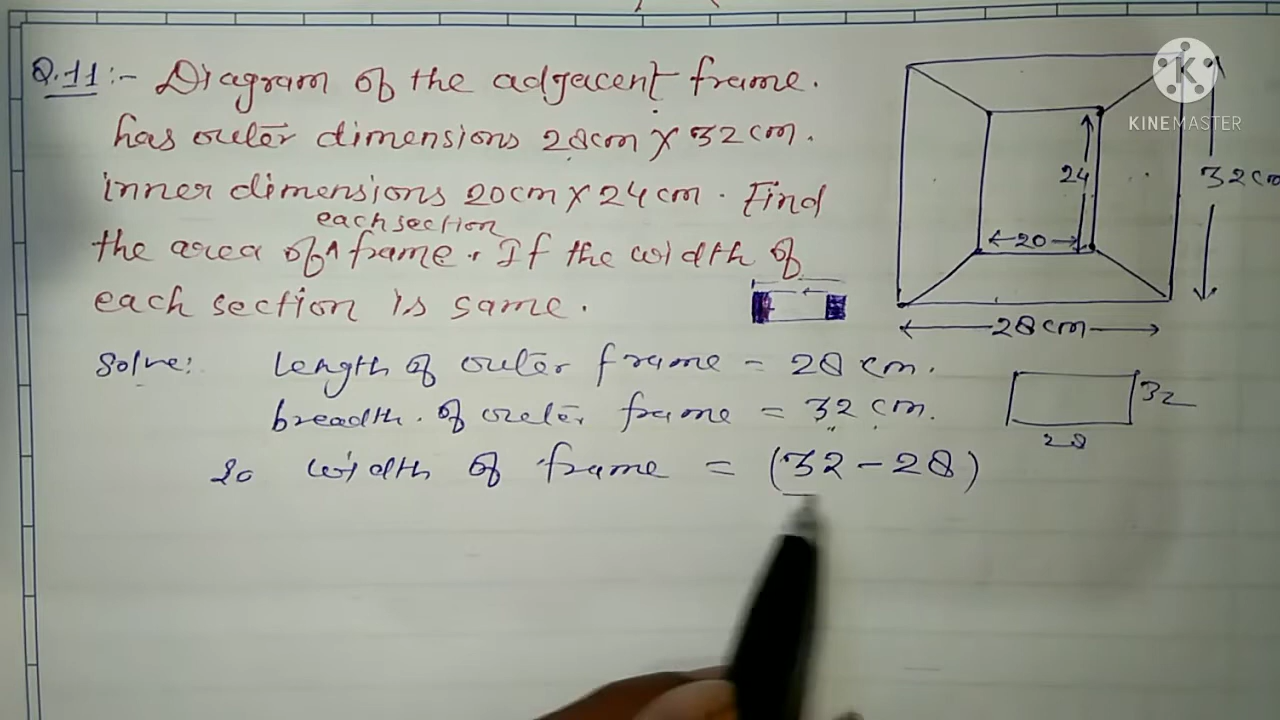 Q.11:- Diagram of the adjacent frame.
has outer dimensions 28cm x 32cm.
inner dimensions 20cm x 24cm. Find
each section
the area of ^ frame. If the width of
each section is same.
Solve: length of outer frame = 28 cm.
breadth. of outer frame = 32 cm.
So width of frame = (32-28)
K
KINEMASTER
24
32cm
20
28cm
32
28